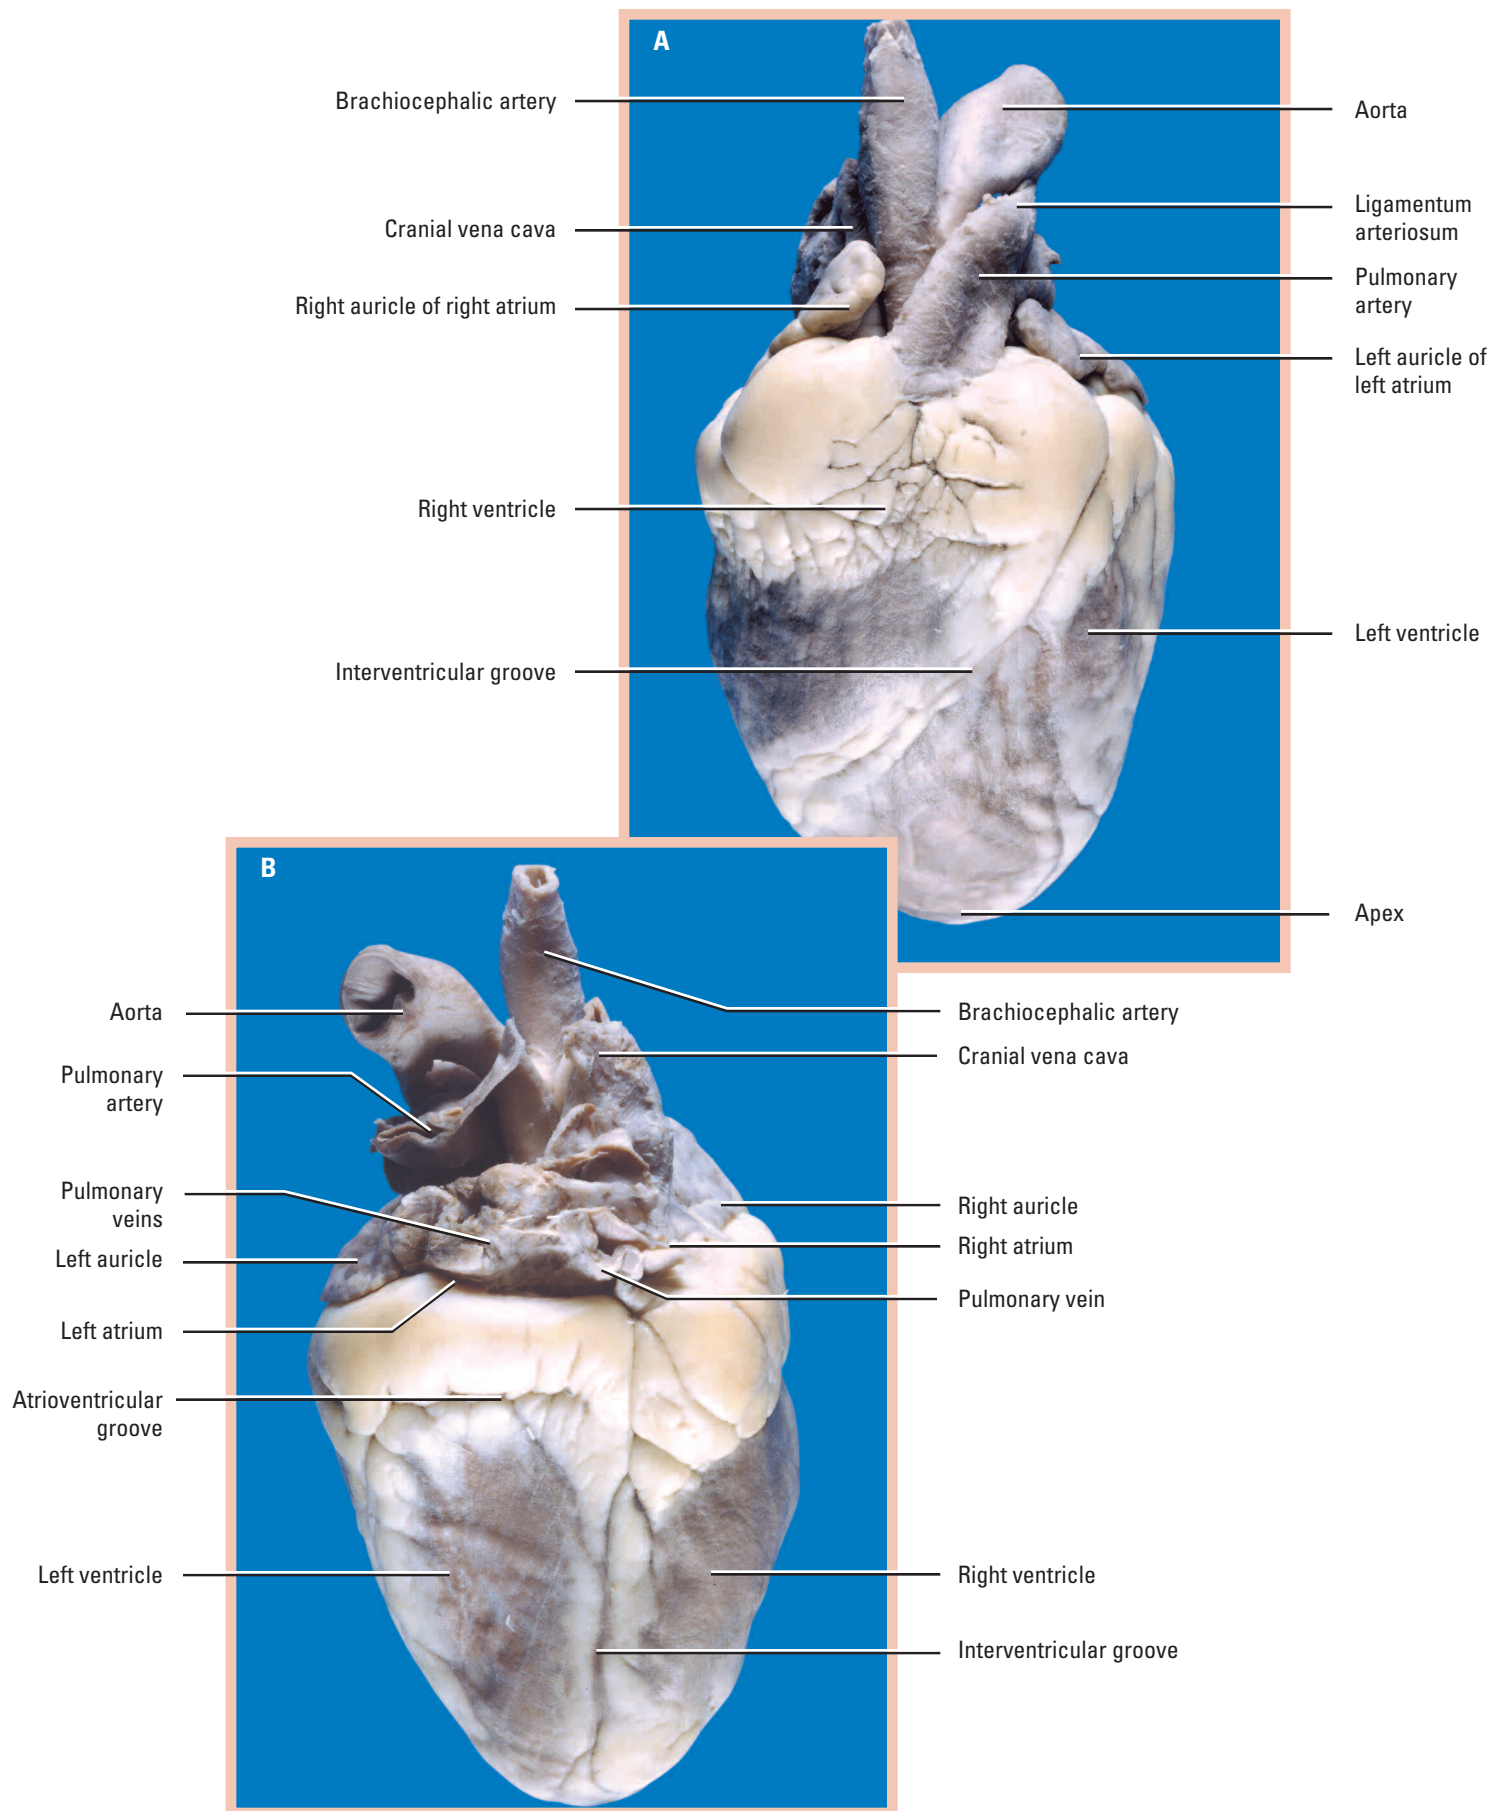 A
Brachiocephalic artery
Cranial vena cava
Right auricle of right atrium
Right ventricle
Interventricular groove
Aorta
Ligamentum
arteriosum
Pulmonary
artery
Left auricle of
left atrium
Left ventricle
Apex
B
Aorta
Pulmonary
artery
Pulmonary
veins
Left auricle
Left atrium
Atrioventricular
groove
Left ventricle
Brachiocephalic artery
Cranial vena cava
Right auricle
Right atrium
Pulmonary vein
Right ventricle
Interventricular groove